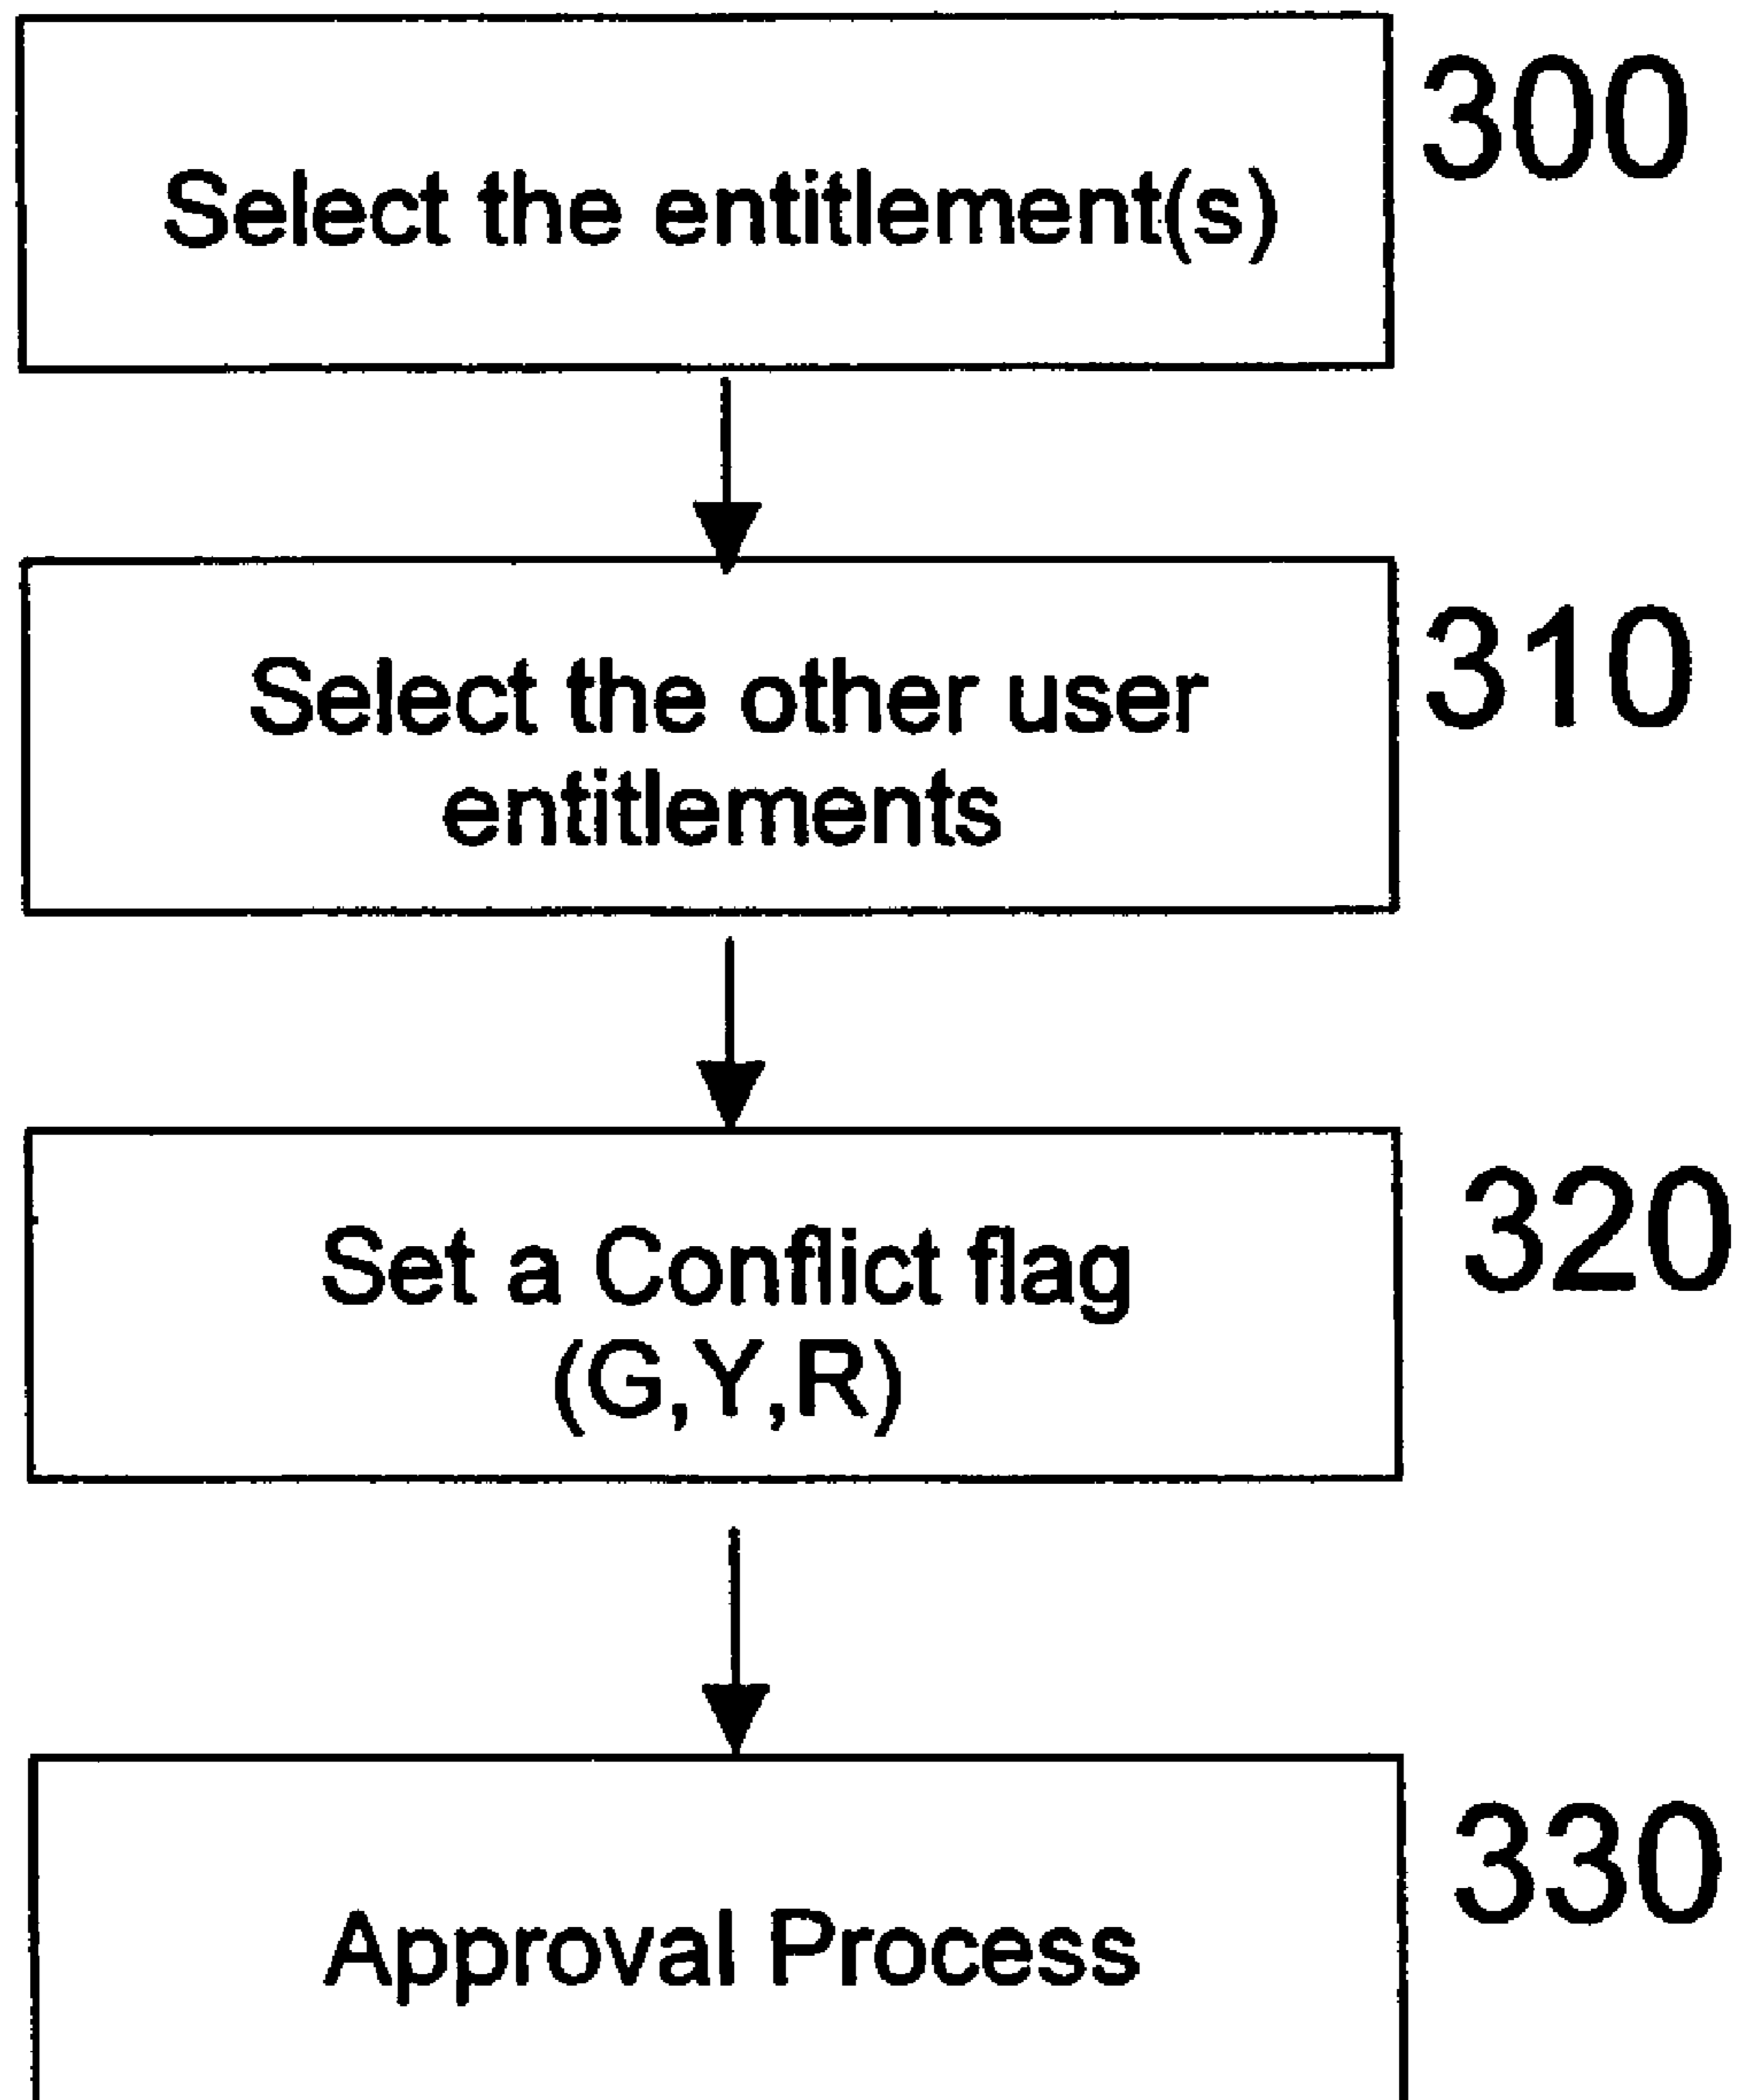 300
Select the entitlement(s)
310
Select the other user
entitlements
320
Set a Conflict flag
(G,Y,R)
330
Approval Process